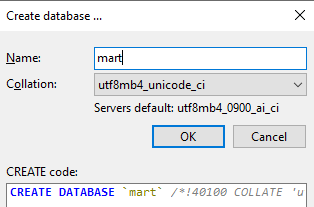 Create database ...
Name:
mart
Collation:
utf8mb4_unicode_ci
Servers default: utf8mb4_0900_ai_ci
OK
Cancel
CREATE code:
CREATE DATABASE `mart` /*!40100 COLLATE 'u